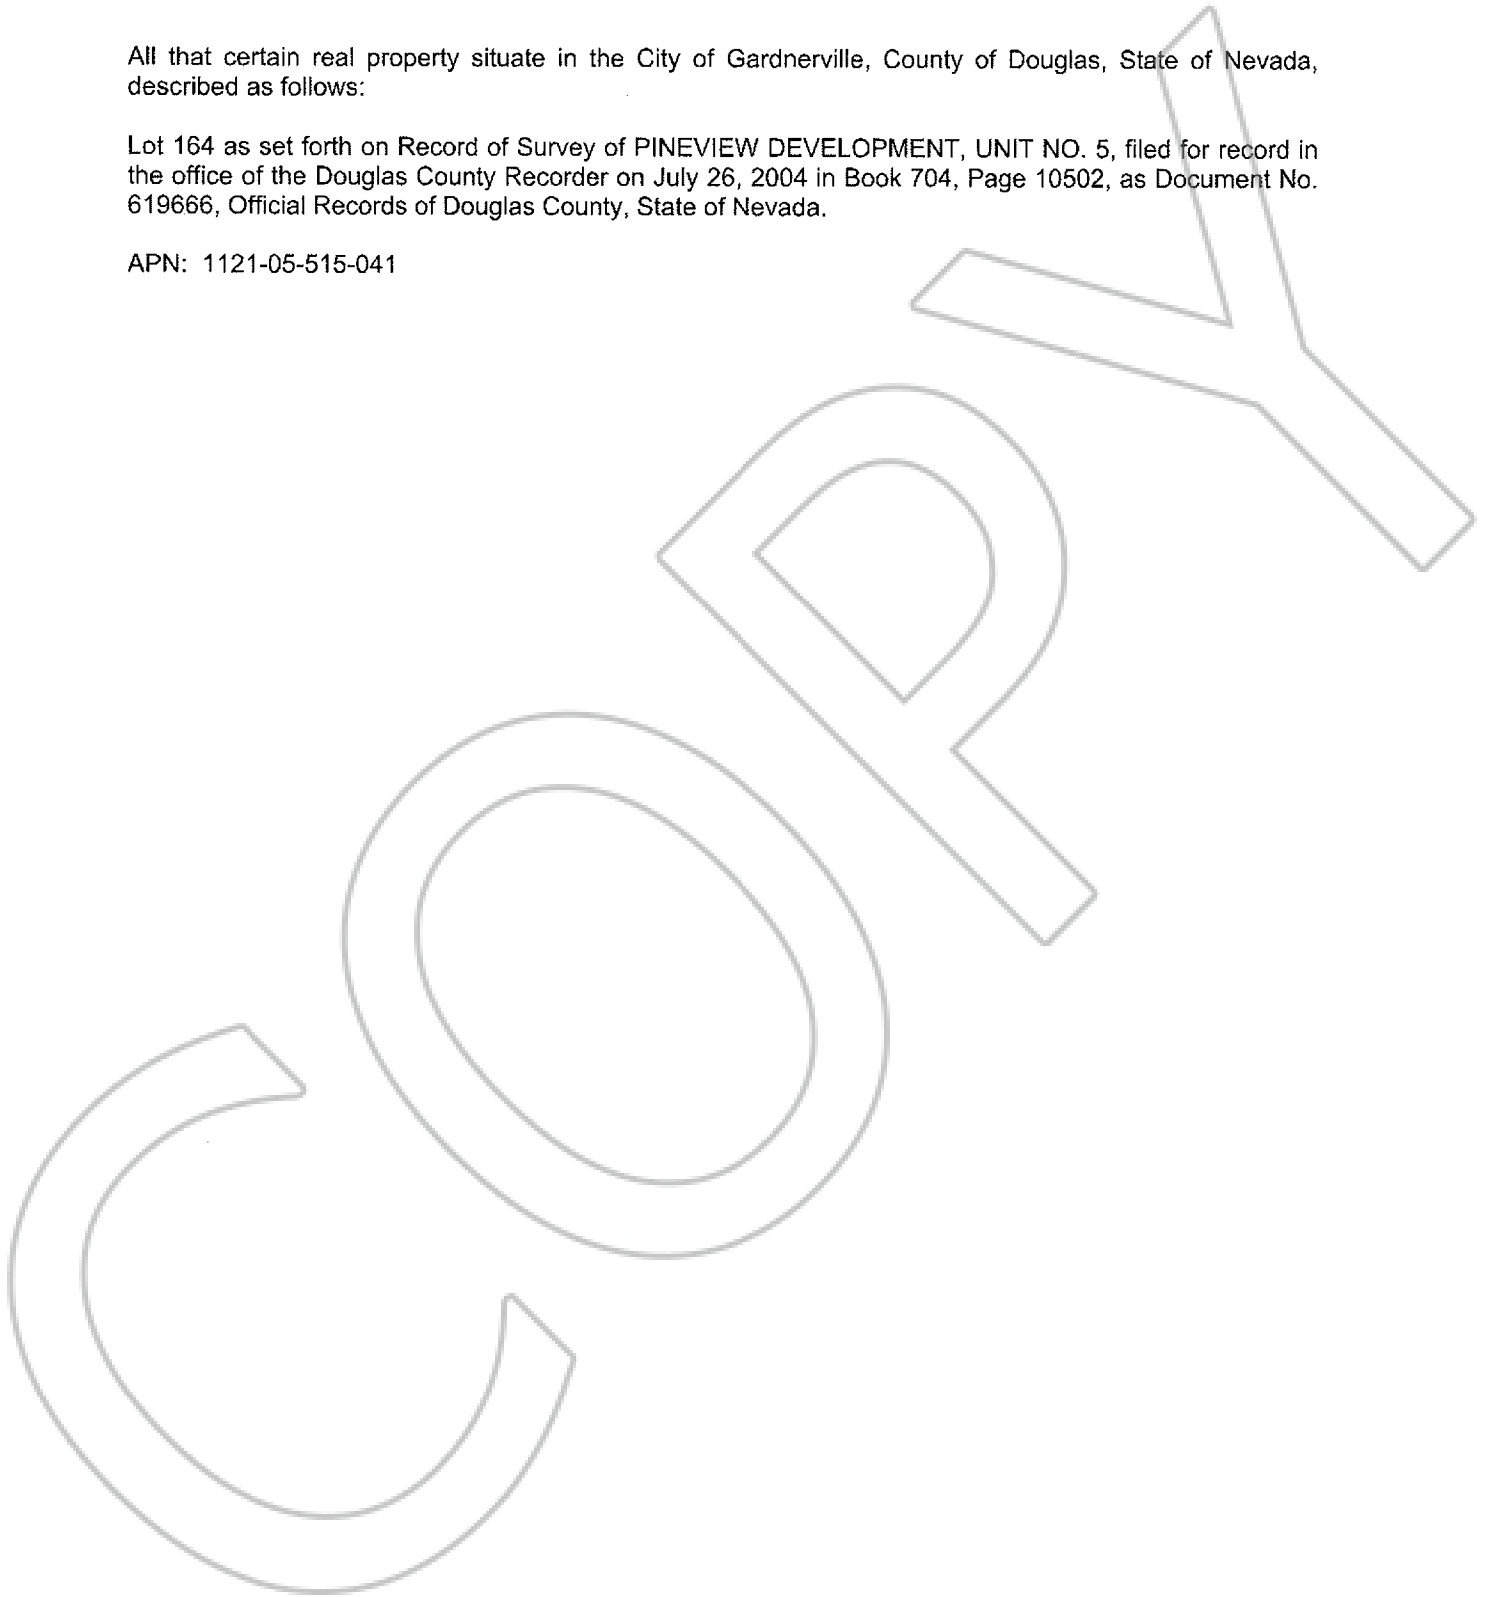 All that certain real property situate in the City of Gardnerville, County of Douglas, State of Nevada,
described as follows:
Lot 164 as set forth on Record of Survey of PINEVIEW DEVELOPMENT, UNIT NO. 5, filed for record in
the office of the Douglas County Recorder on July 26, 2004 in Book 704, Page 10502, as Document No.
619666, Official Records of Douglas County, State of Nevada.
APN: 1121-05-515-041
COPY